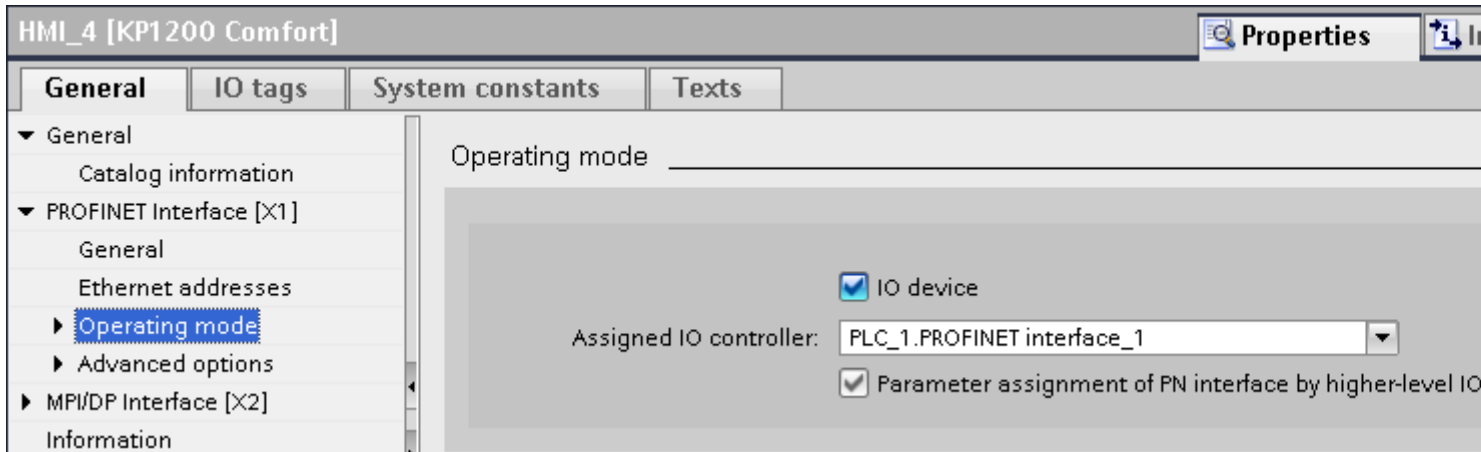 HMI_4 [KP1200 Comfort]
Properties
General
IO tags
System constants
Texts
General
Catalog information
PROFINET Interface [X1]
General
Ethernet addresses
Operating mode
Advanced options
MPI/DP Interface [X2]
Information
Operating mode
IO device
Assigned IO controller: PLC_1.PROFINET interface_1
Parameter assignment of PN interface by higher-level IO